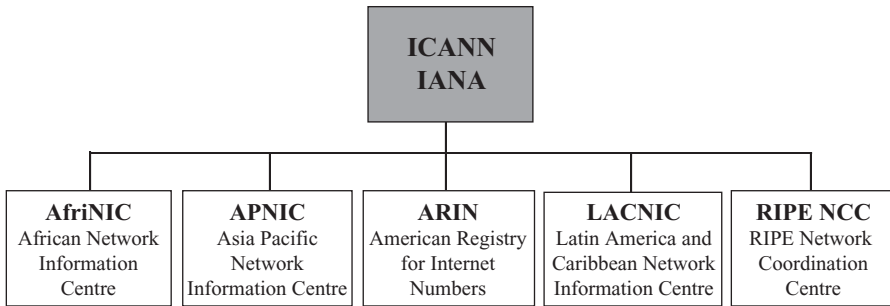 ICANN
IANA
AfriNIC
African Network
Information
Centre
APNIC
Asia Pacific
Network
Information Centre
ARIN
American Registry
for Internet
Numbers
LACNIC
Latin America and
Caribbean Network
Information Centre
RIPE NCC
RIPE Network
Coordination
Centre